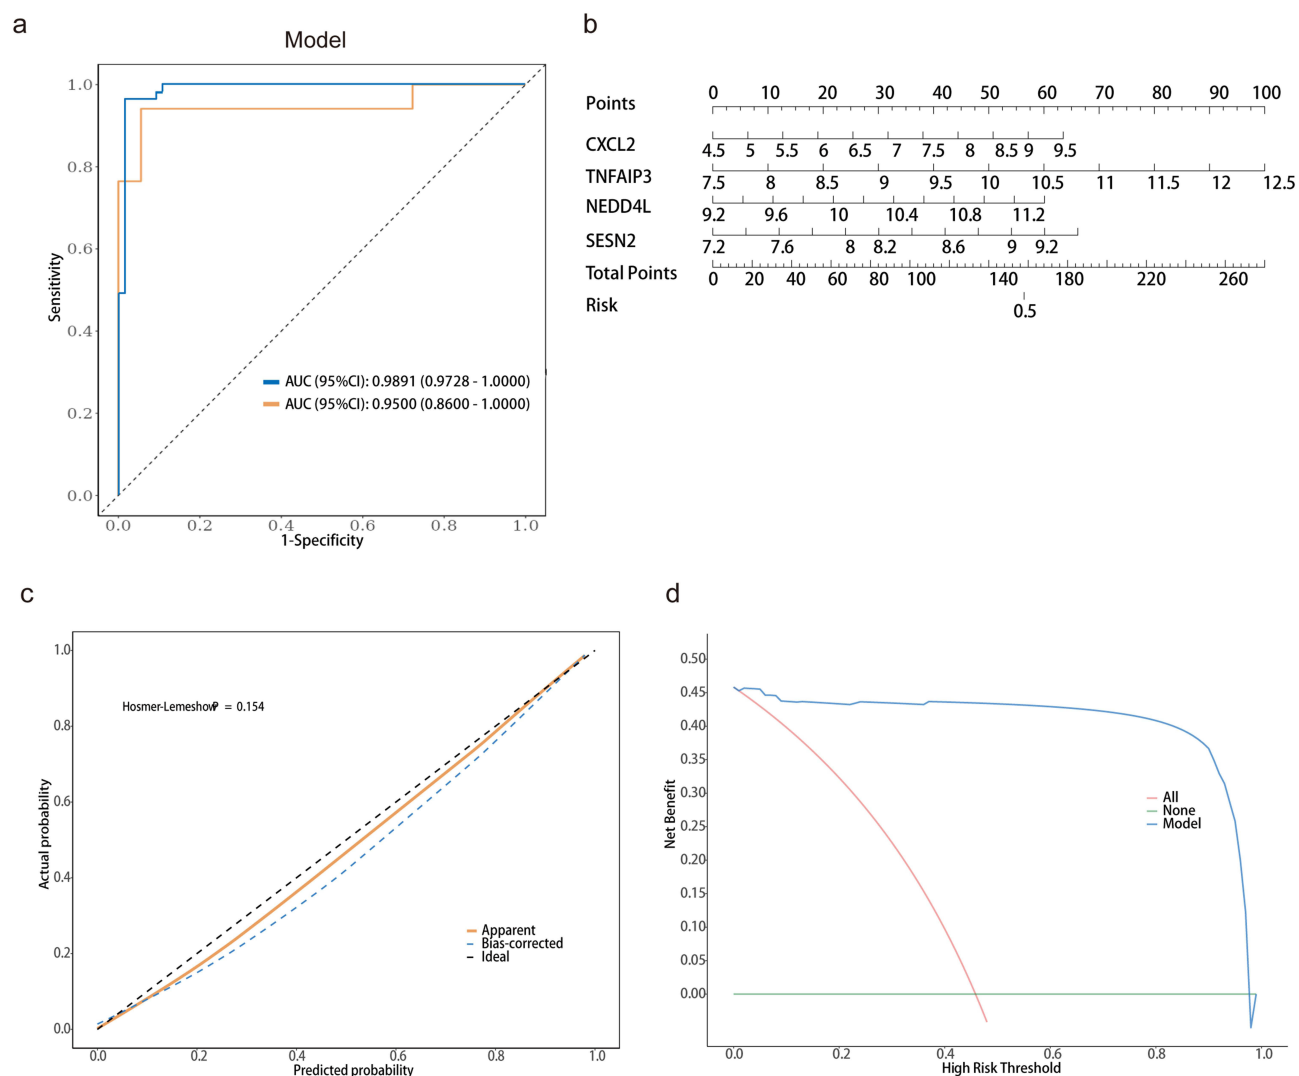 a
Model
1.0
0.8
0.6
0.4
0.2
0.0
Sensitivity
AUC (95%CI): 0.9891 (0.9728 - 1.0000)
AUC (95%CI): 0.9500 (0.8600 - 1.0000)
0.0 0.2 0.4 0.6 0.8 1.0
1-Specificity
b
Points 0 10 20 30 40 50 60 70 80 90 100
CXCL2 4.5 5 5.5 6 6.5 7 7.5 8 8.5 9 9.5
TNFAIP3 7.5 8 8.5 9 9.5 10 10.5 11 11.5 12 12.5
NEDD4L 9.2 9.6 10 10.4 10.8 11.2
SESN2 7.2 7.6 8 8.2 8.6 9 9.2
Total Points 0 20 40 60 80 100 140 180 220 260
Risk 0.5
c
1.0
0.8
0.6
0.4
0.2
0.0
Actual probability
Hosmer-Lemeshow P = 0.154
Apparent
Bias-corrected
Ideal
0.0 0.2 0.4 0.6 0.8 1.0
Predicted probability
d
0.50
0.45
0.40
0.35
0.30
0.25
0.20
0.15
0.10
0.05
0.00
Net Benefit
All
None
Model
0.0 0.2 0.4 0.6 0.8 1.0
High Risk Threshold